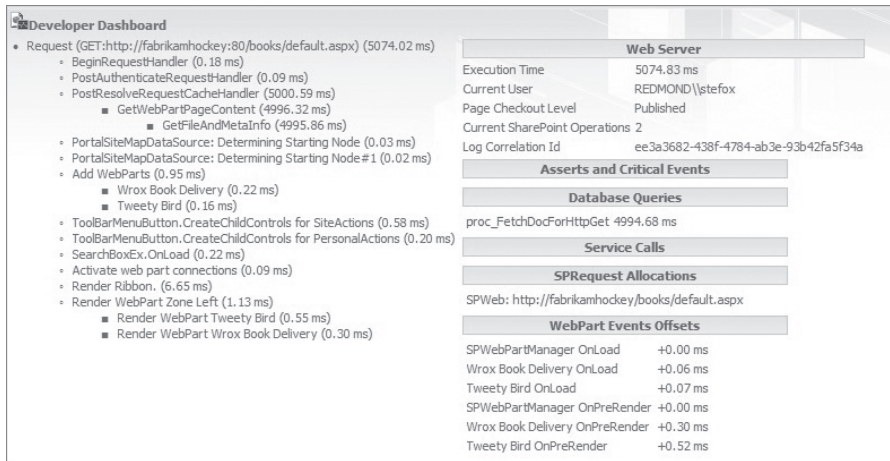 Developer Dashboard
Request (GET:http://fabrikamhockey:80/books/default.aspx) (5074.02 ms)
BeginRequestHandler (0.18 ms)
PostAuthenticateRequestHandler (0.09 ms)
PostResolveRequestCacheHandler (5000.59 ms)
GetWebPartPageContent (4996.32 ms)
GetFileAndMetaInfo (4995.86 ms)
PortalSiteMapDataSource: Determining Starting Node (0.03 ms)
PortalSiteMapDataSource: Determining Starting Node#1 (0.02 ms)
Add WebParts (0.95 ms)
Wrox Book Delivery (0.22 ms)
Tweety Bird (0.16 ms)
ToolBarMenuButton.CreateChildControls for SiteActions (0.58 ms)
ToolBarMenuButton.CreateChildControls for PersonalActions (0.20 ms)
SearchBoxEx.OnLoad (0.22 ms)
Activate web part connections (0.09 ms)
Render Ribbon. (6.65 ms)
Render WebPart Zone Left (1.13 ms)
Render WebPart Tweety Bird (0.55 ms)
Render WebPart Wrox Book Delivery (0.30 ms)
Web Server
Execution Time 5074.83 ms
Current User REDMOND\\stefox
Page Checkout Level Published
Current SharePoint Operations 2
Log Correlation Id ee3a3682-438f-4784-ab3e-93b42fa5f34a
Asserts and Critical Events
Database Queries
proc_FetchDocForHttpGet 4994.68 ms
Service Calls
SPRequest Allocations
SPWeb: http://fabrikamhockey/books/default.aspx
WebPart Events Offsets
SPWebPartManager OnLoad +0.00 ms
Wrox Book Delivery OnLoad +0.06 ms
Tweety Bird OnLoad +0.07 ms
SPWebPartManager OnPreRender +0.00 ms
Wrox Book Delivery OnPreRender +0.30 ms
Tweety Bird OnPreRender +0.52 ms